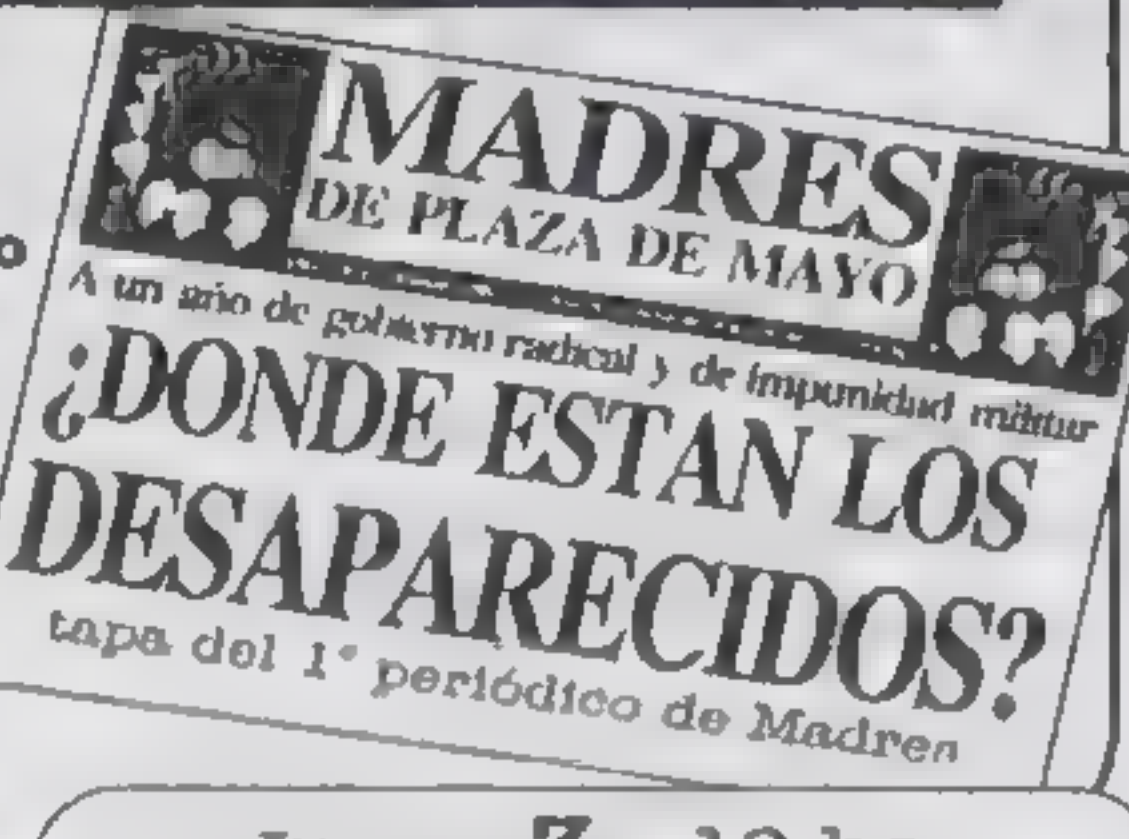 MADRES
DE PLAZA DE MAYO
A un año de gobierno radical y de impunidad militar
¿DONDE ESTAN LOS
DESAPARECIDOS?
tapa del 1° periódico de Madres